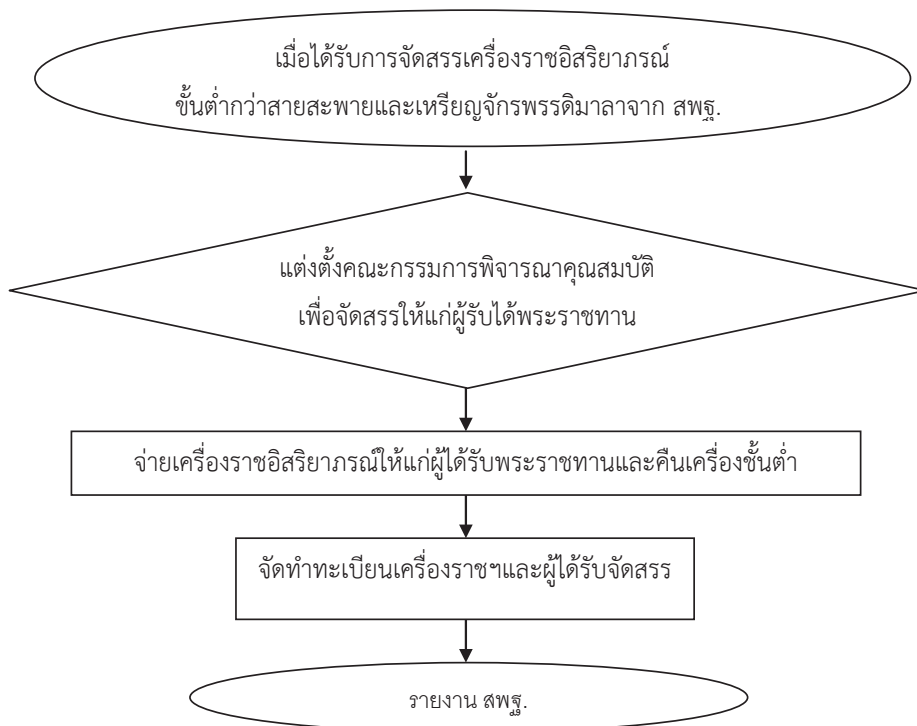 เมื่อได้รับการจัดสรรเครื่องราชอิสริยาภรณ์
ขั้นต่ำกว่าสายสะพายและเหรียญจักรพรรดิมาลาจาก สพฐ.
แต่งตั้งคณะกรรมการพิจารณาคุณสมบัติ
เพื่อจัดสรรให้แก่ผู้รับได้พระราชทาน
จ่ายเครื่องราชอิสริยาภรณ์ให้แก่ผู้ได้รับพระราชทานและคืนเครื่องชั้นต่ำ
จัดทำทะเบียนเครื่องราชฯและผู้ได้รับจัดสรร
รายงาน สพฐ.